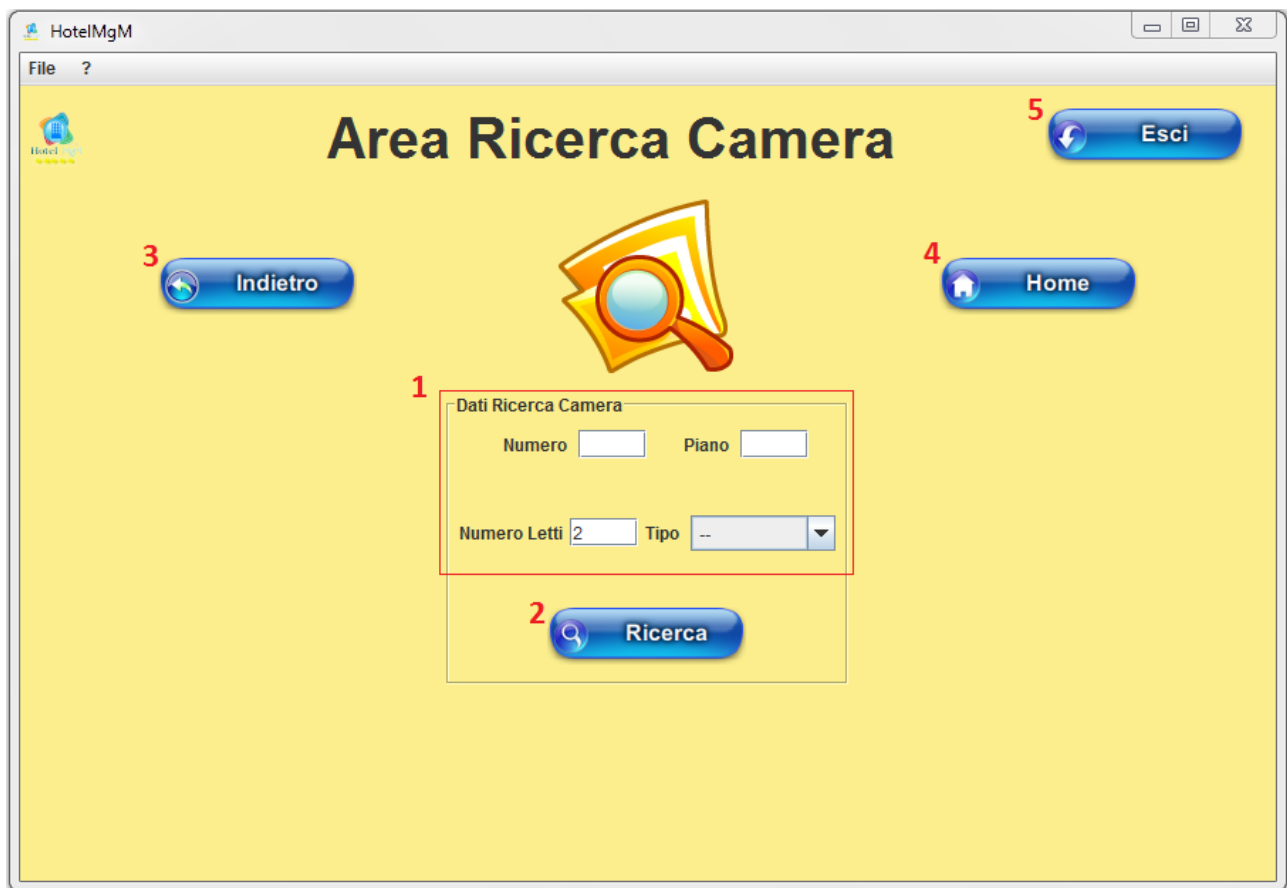 HotelMgM
File ?
Area Ricerca Camera
5 Esci
Hotel
3 Indietro
4 Home
1
Dati Ricerca Camera
Numero Piano
Numero Letti 2 Tipo --
2 Ricerca